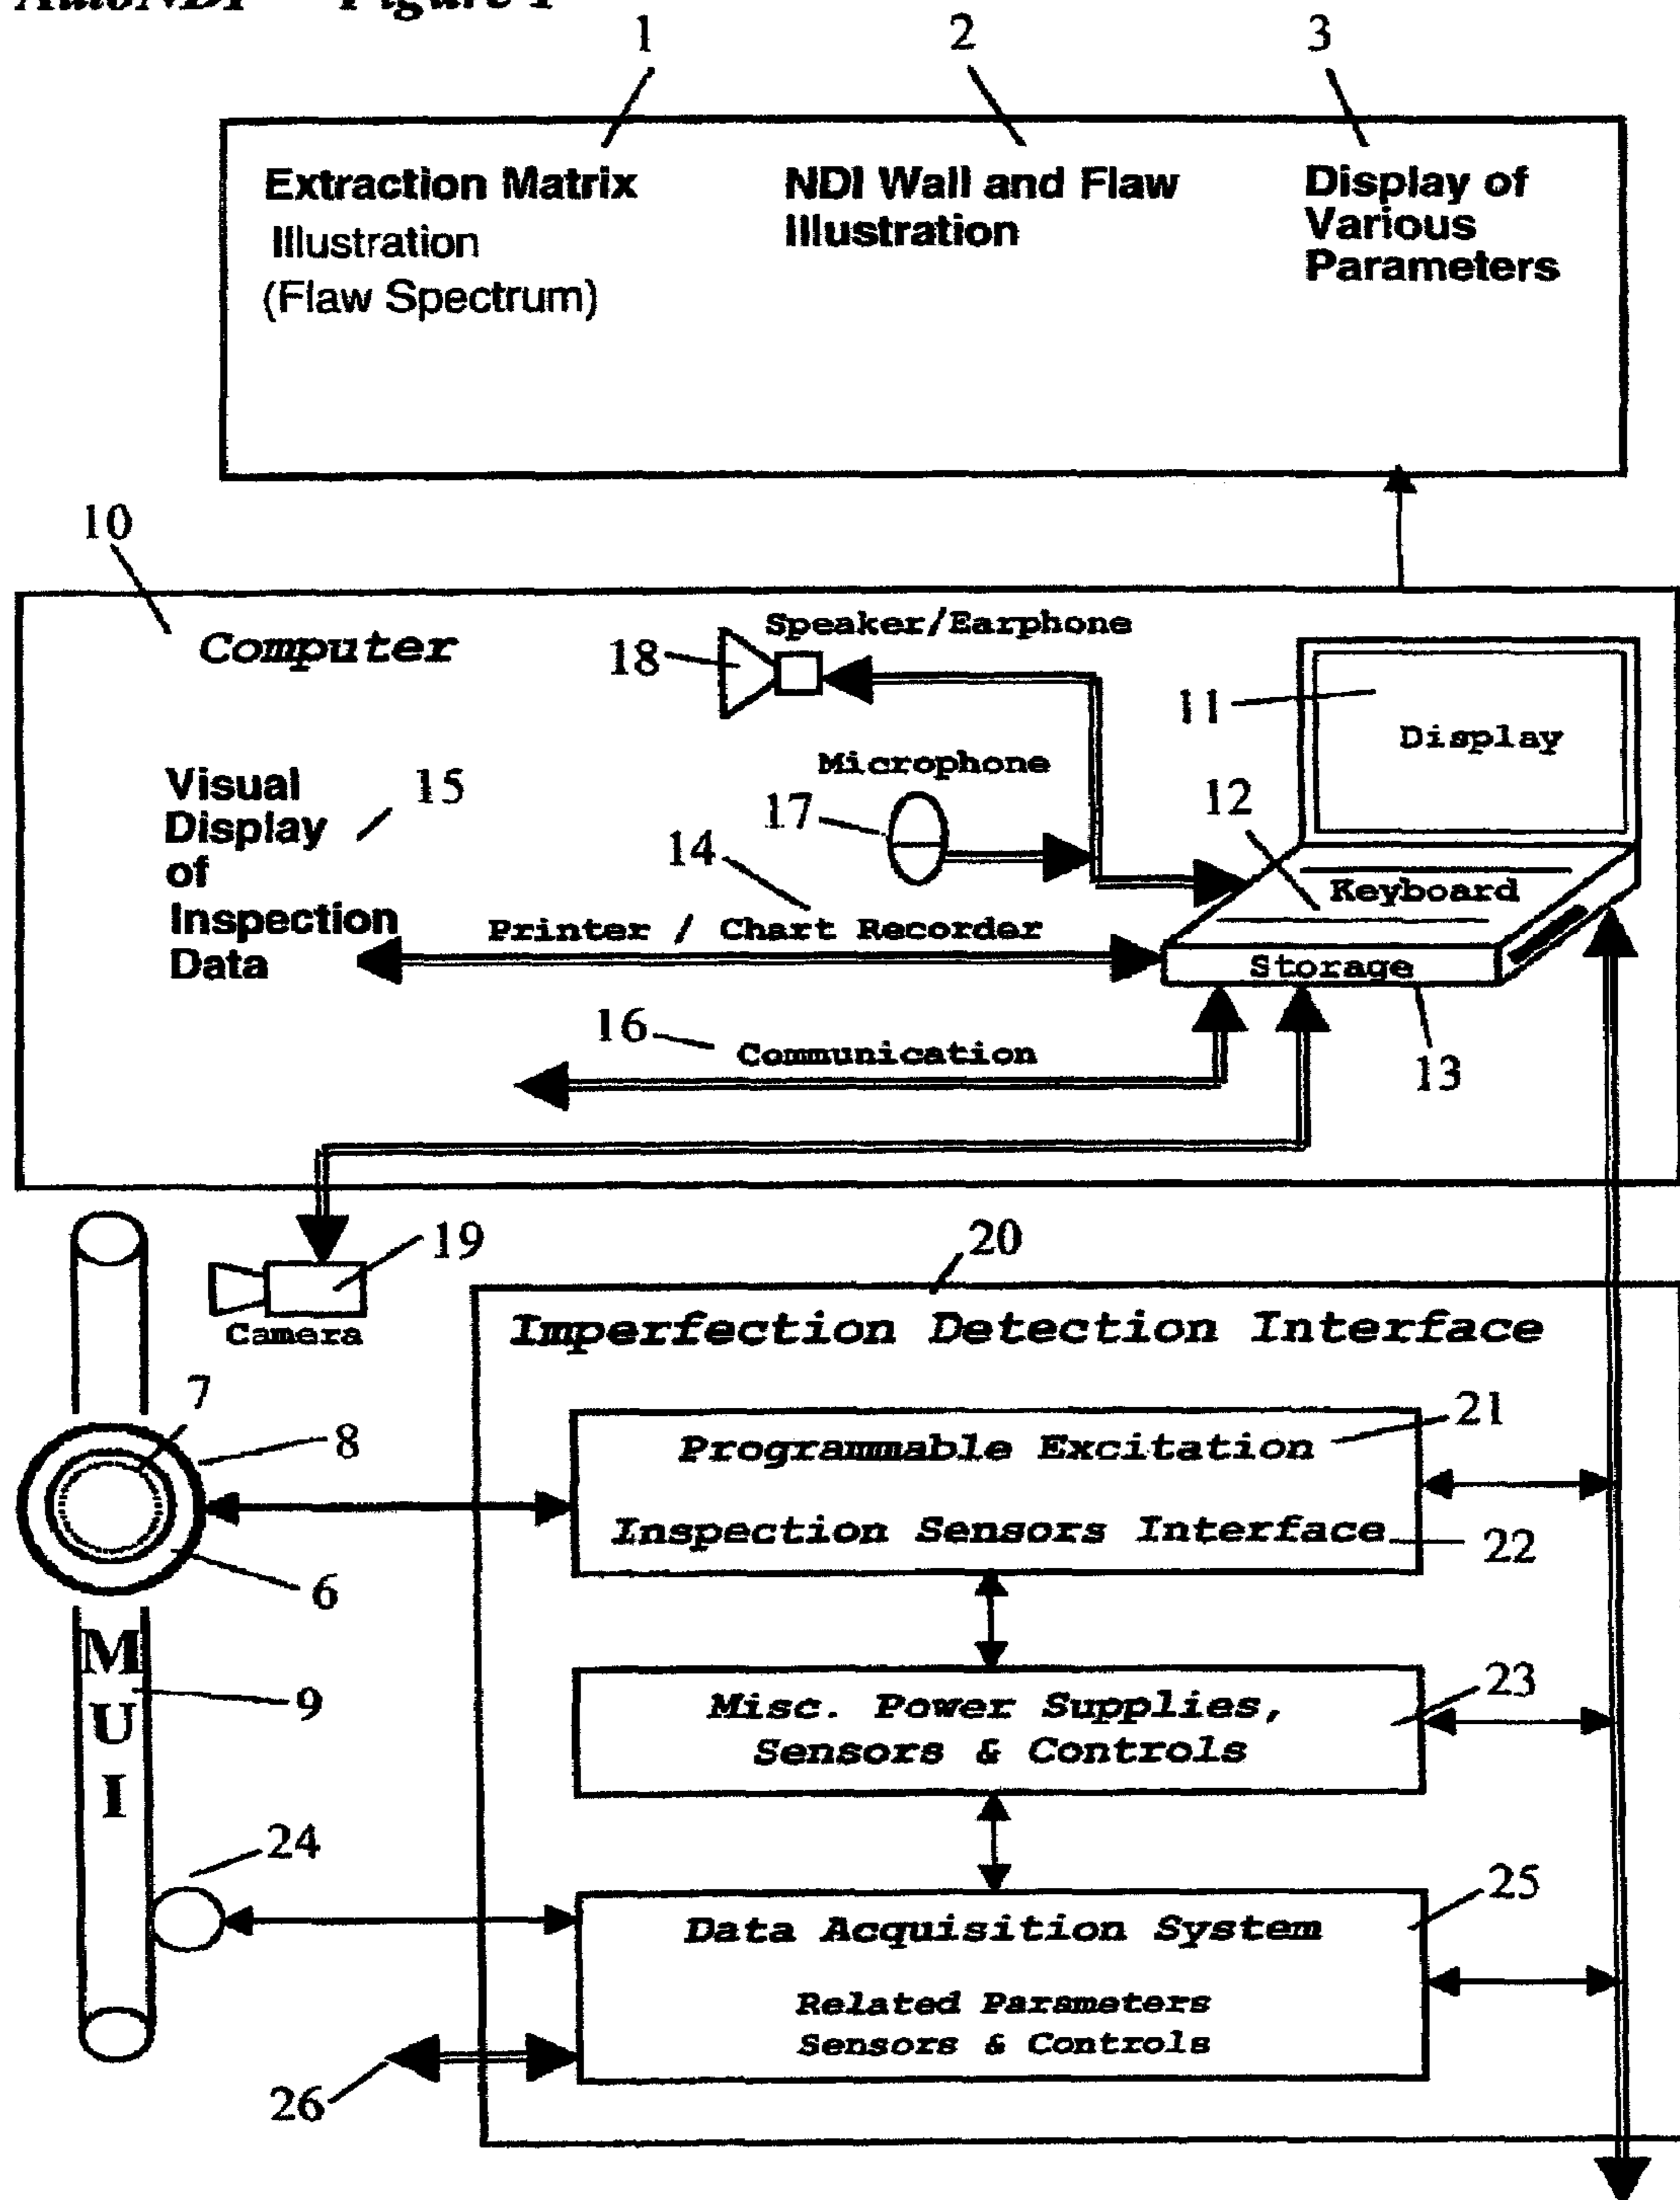 AutoNDI Figure 1
1 2 3
Extraction Matrix
Illustration
(Flaw Spectrum)
NDI Wall and Flaw
Illustration
Display of
Various
Parameters
10
Computer
18
Speaker/Earphone
11
Display
Visual
Display
of
Inspection
Data
15
Microphone
17
12
14
Keyboard
Printer / Chart Recorder
Storage
16
Communication
13
19
Camera
20
Imperfection Detection Interface
7
8
6
21
Programmable Excitation
Inspection Sensors Interface
22
M
U
I
9
23
Misc. Power Supplies,
Sensors & Controls
24
25
Data Acquisition System
Related Parameters
Sensors & Controls
26